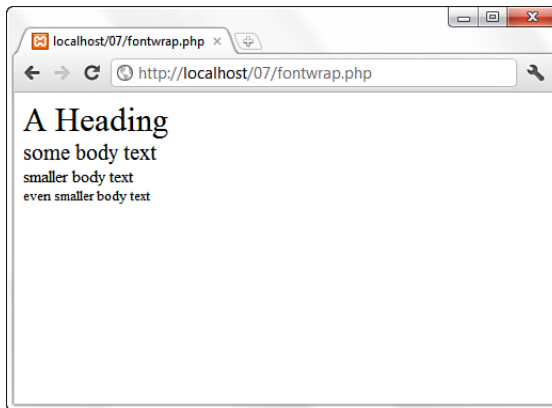 localhost/07/fontwrap.php
http://localhost/07/fontwrap.php
A Heading
some body text
smaller body text
even smaller body text